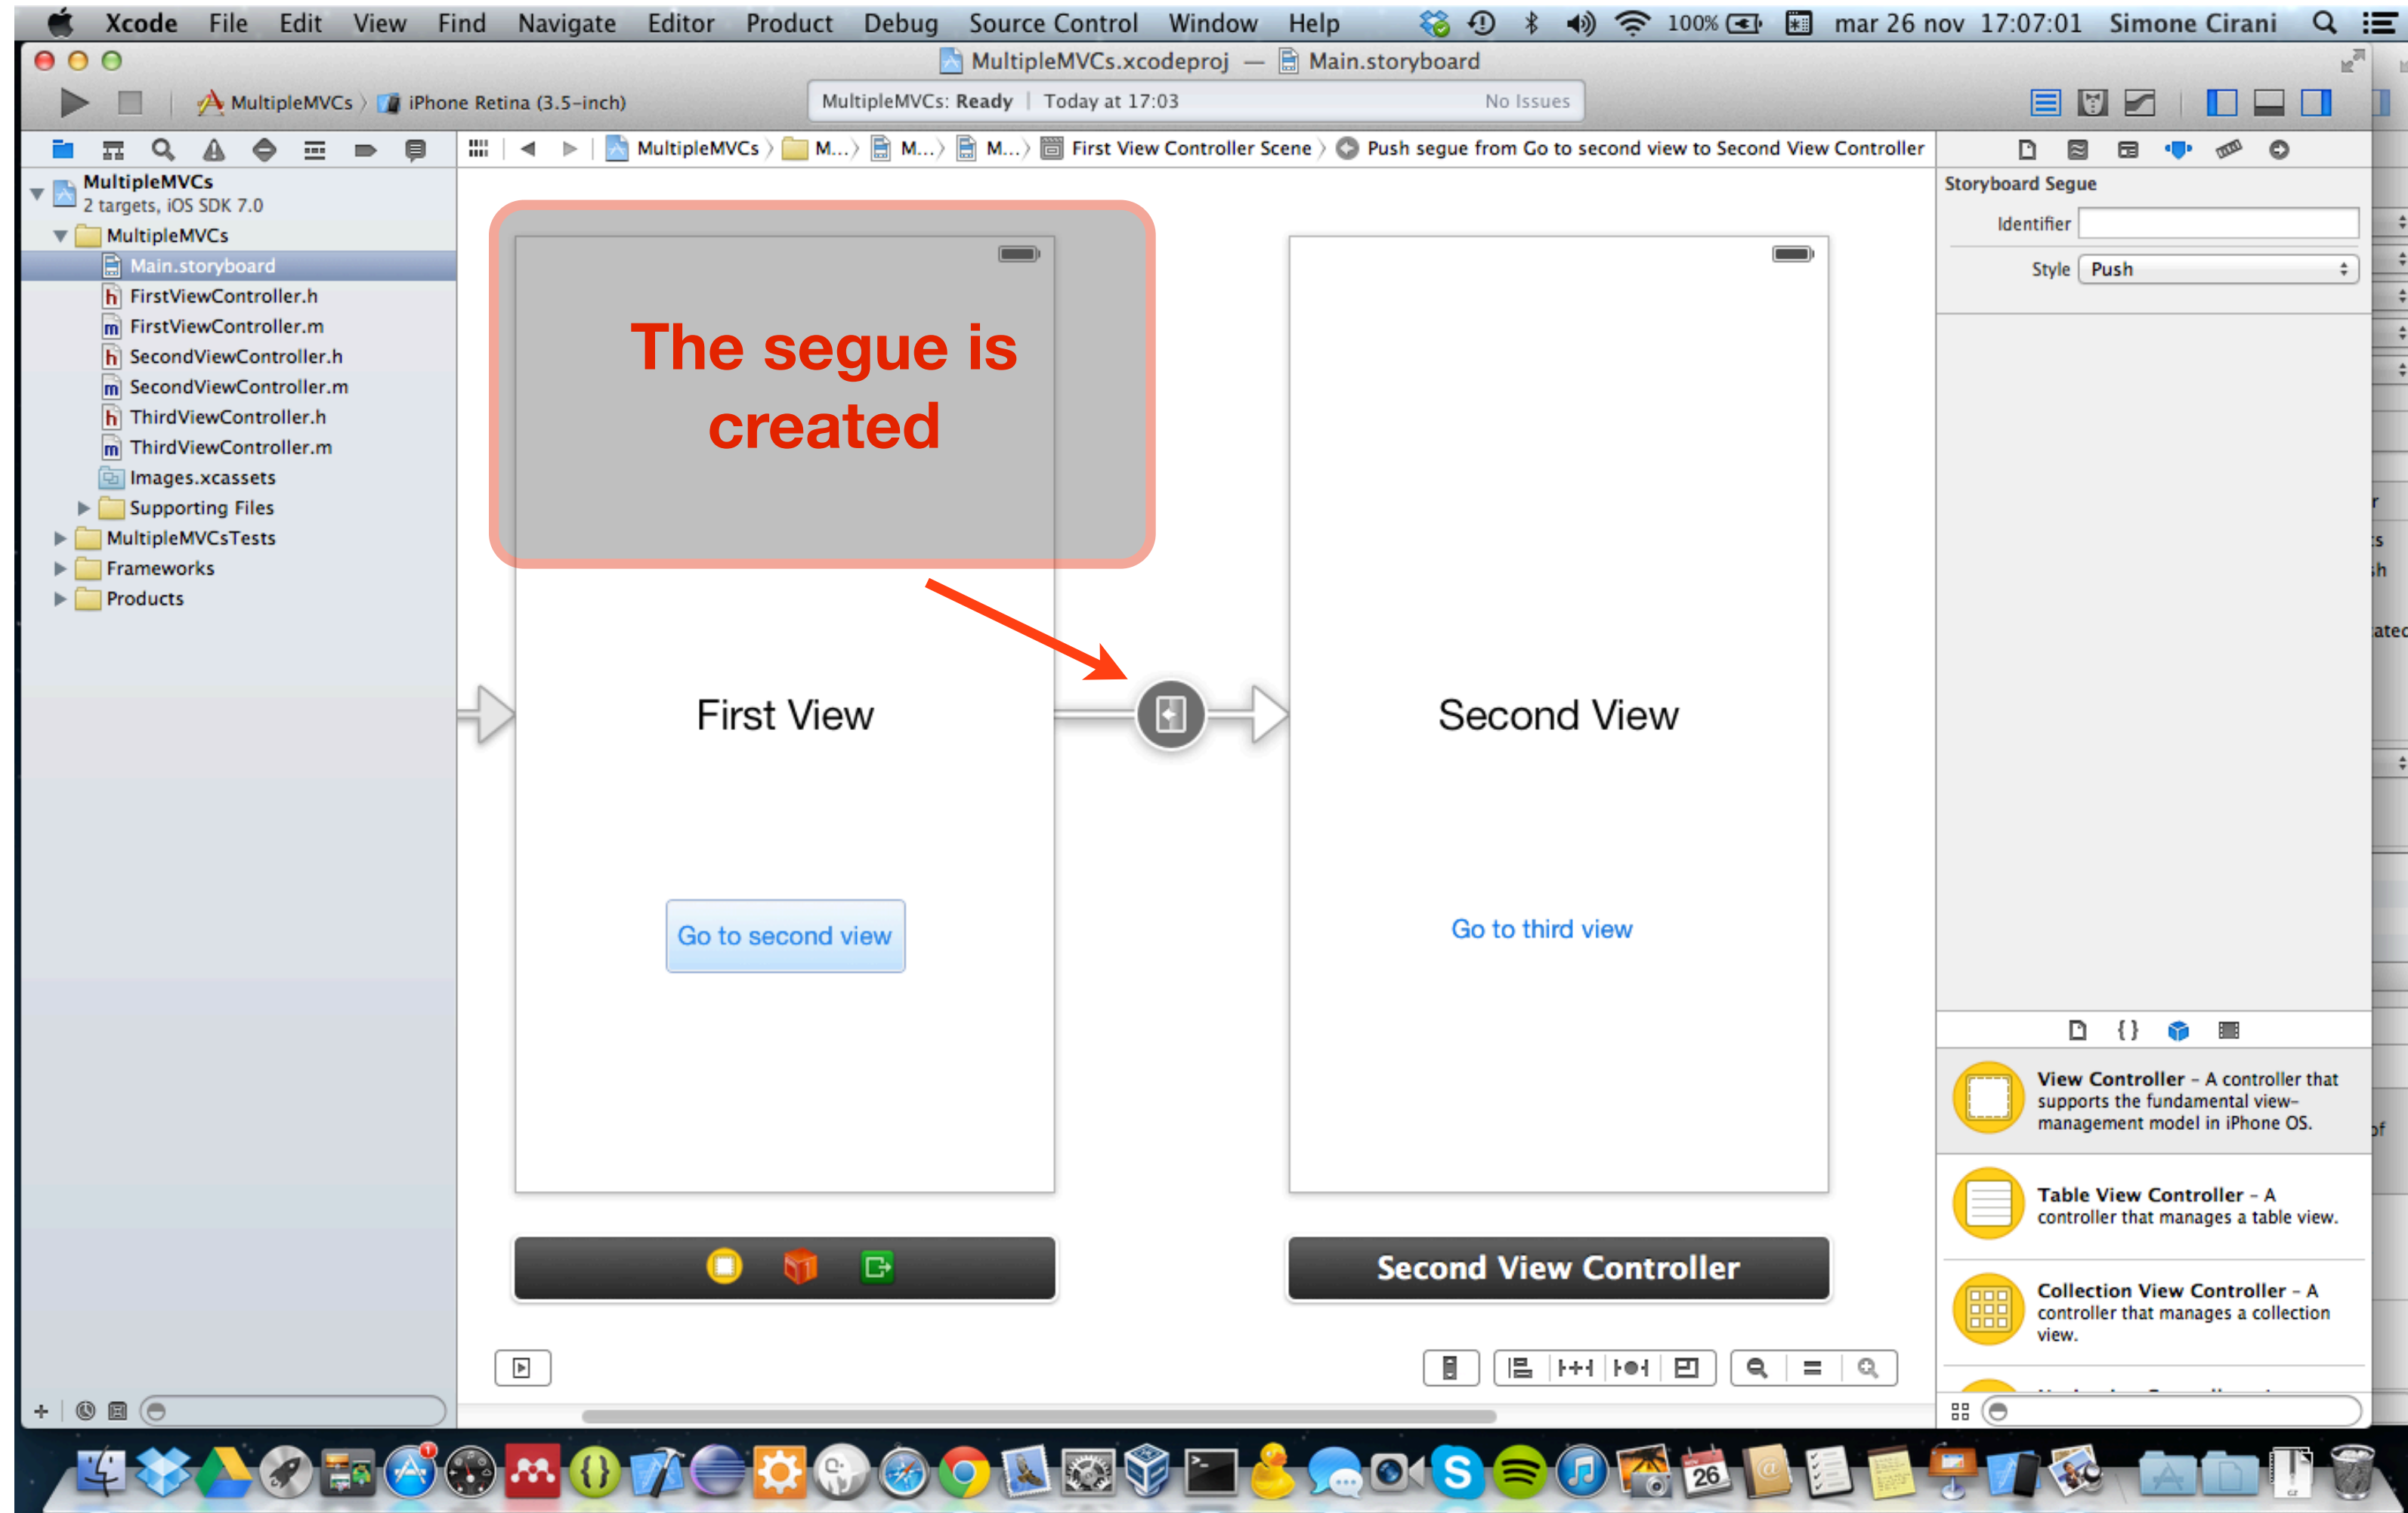 Xcode File Edit View Find Navigate Editor Product Debug Source Control Window Help 100% mar 26 nov 17:07:01 Simone Cirani
MultipleMVCs.xcodeproj — Main.storyboard
MultipleMVCs 〉 iPhone Retina (3.5-inch)
MultipleMVCs: Ready | Today at 17:03
No Issues
MultipleMVCs 〉 M...〉 M...〉 M...〉 First View Controller Scene 〉 Push segue from Go to second view to Second View Controller
MultipleMVCs
2 targets, iOS SDK 7.0
MultipleMVCs
Main.storyboard
FirstViewController.h
FirstViewController.m
SecondViewController.h
SecondViewController.m
ThirdViewController.h
ThirdViewController.m
Images.xcassets
Supporting Files
MultipleMVCsTests
Frameworks
Products
The segue is
created
First View
Go to second view
Second View
Go to third view
Second View Controller
Storyboard Segue
Identifier
Style Push
View Controller – A controller that
supports the fundamental view-
management model in iPhone OS.
Table View Controller – A
controller that manages a table view.
Collection View Controller – A
controller that manages a collection
view.
26